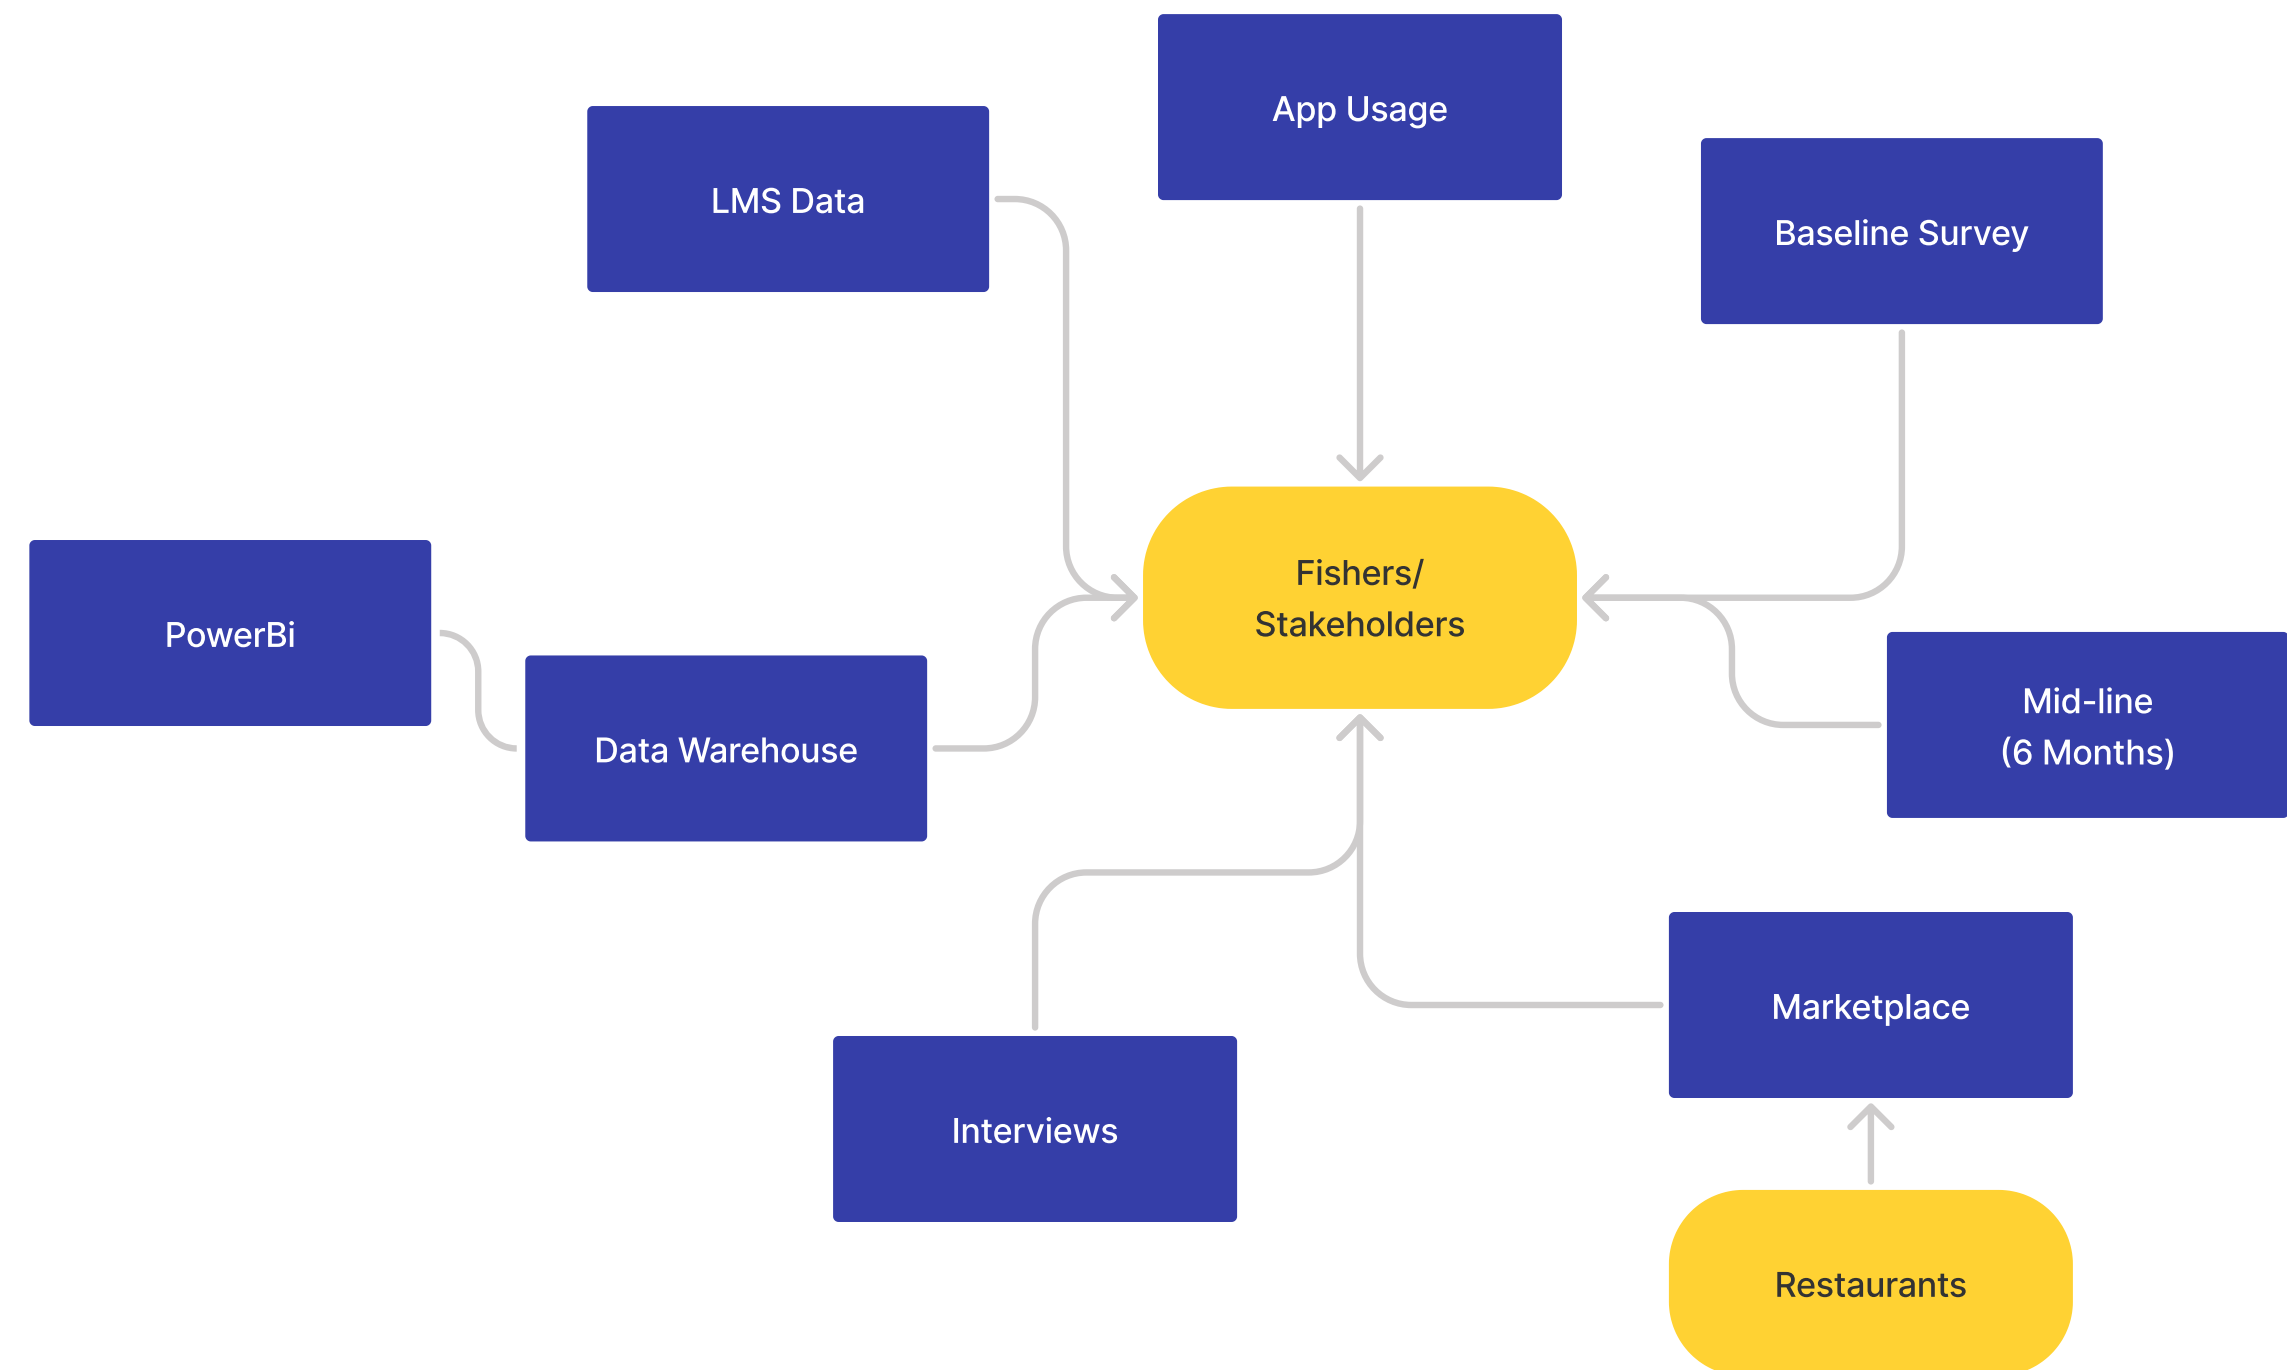 App Usage
LMS Data
Baseline Survey
Fishers/
Stakeholders
PowerBi
Data Warehouse
Mid-line
(6 Months)
Marketplace
Interviews
Restaurants